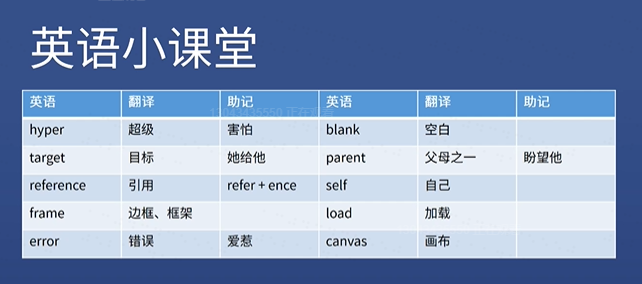 英语小课堂
英语 翻译 助记 英语 翻译 助记
hyper 超级 害怕 blank 空白
target 目标 她给他 parent 父母之一 盼望他
reference 引用 refer + ence self 自己
frame 边框、框架 load 加载
error 错误 爱惹 canvas 画布